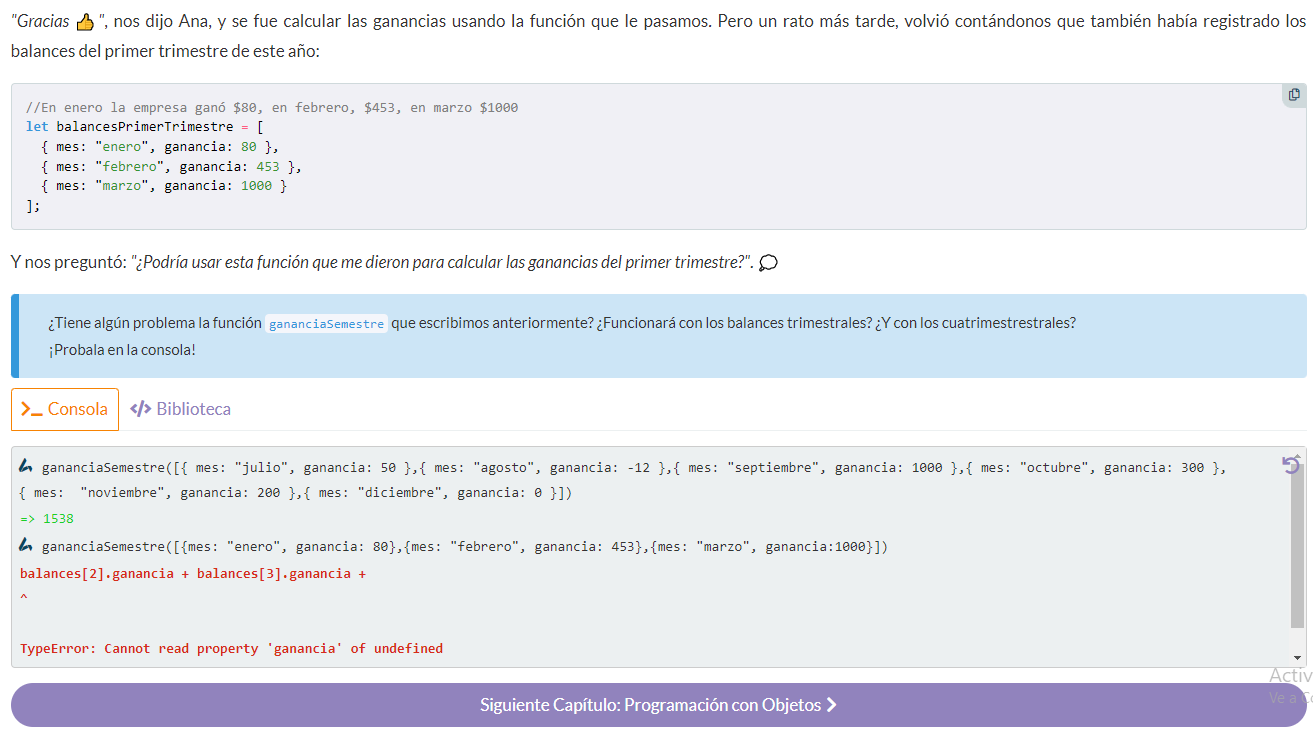 "Gracias 👍 ", nos dijo Ana, y se fue calcular las ganancias usando la función que le pasamos. Pero un rato más tarde, volvió contándonos que también había registrado los
balances del primer trimestre de este año:
//En enero la empresa ganó $80, en febrero, $453, en marzo $1000
let balancesPrimerTrimestre = [
{ mes: "enero", ganancia: 80 },
{ mes: "febrero", ganancia: 453 },
{ mes: "marzo", ganancia: 1000 }
];
Y nos preguntó: "¿Podría usar esta función que me dieron para calcular las ganancias del primer trimestre?". 💭
¿Tiene algún problema la función gananciaSemestre que escribimos anteriormente? ¿Funcionará con los balances trimestrales? ¿Y con los cuatrimestrestrales?
¡Probala en la consola!
>_ Consola </> Biblioteca
gananciaSemestre([{ mes: "julio", ganancia: 50 },{ mes: "agosto", ganancia: -12 },{ mes: "septiembre", ganancia: 1000 },{ mes: "octubre", ganancia: 300 },
{ mes:  "noviembre", ganancia: 200 },{ mes: "diciembre", ganancia: 0 }])
=> 1538
gananciaSemestre([{mes: "enero", ganancia: 80},{mes: "febrero", ganancia: 453},{mes: "marzo", ganancia:1000}])
balances[2].ganancia + balances[3].ganancia +
^
TypeError: Cannot read property 'ganancia' of undefined
Activ
Siguiente Capítulo: Programación con Objetos >
Ve a C